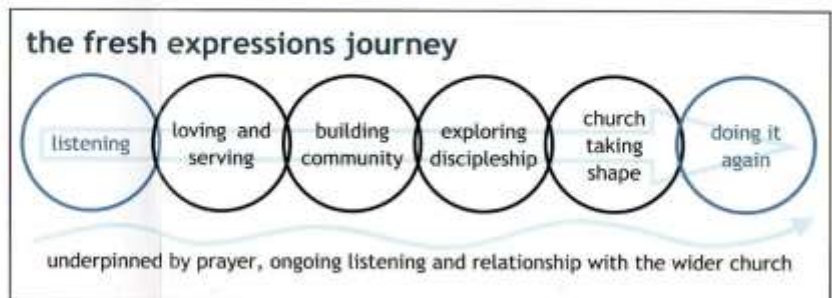 the fresh expressions journey
listening
loving and
serving
building
community
exploring
discipleship
church
taking
shape
doing it
again
underpinned by prayer, ongoing listening and relationship with the wider church